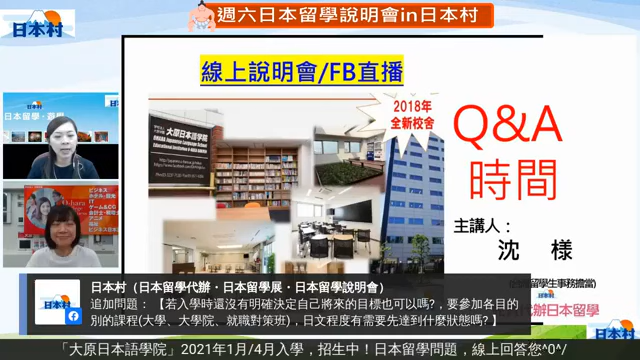 週六日本留學說明會in日本村
日本村
日本村
線上說明會/FB直播
2018年
全新校舍
大原日本語學院
Q&A
時間
主講人:
沈 様
日本留學
日本村(日本留學代辦・日本留學展・日本留學說明會)
追加問題:【若入學時還沒有明確決定自己將來的目標也可以嗎?,要參加各目的
別的課程(大學、大學院、就職對策班),日文程度有需要先達到什麼狀態嗎? 】
「大原日本語學院」2021年1月/4月入學,招生中!日本留學問題,線上回答您^0^/